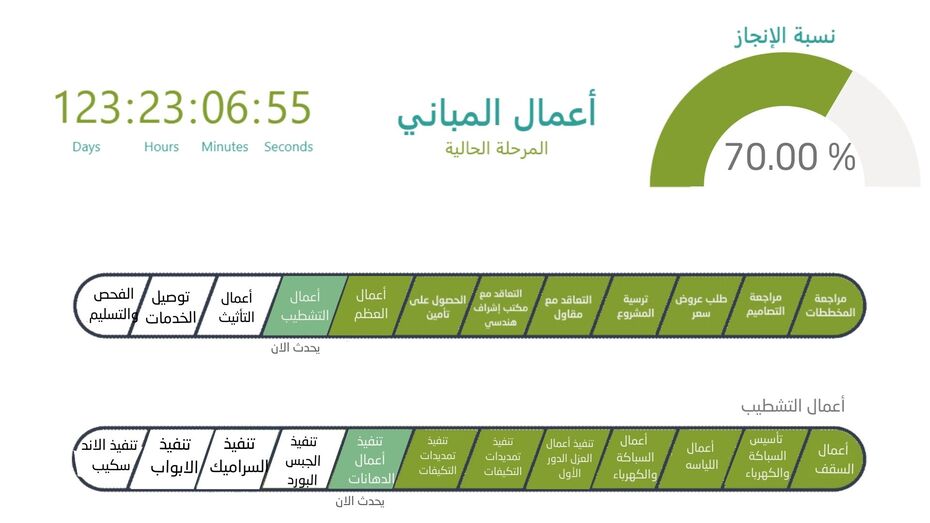 نسبة الإنجاز
70.00 %
أعمال المباني
المرحلة الحالية
123:23:06:55
Days Hours Minutes Seconds
مراجعة
المخططات
مراجعة
التصاميم
طلب عروض
سعر
ترسية
المشروع
التعاقد مع
مقاول
التعاقد مع
مكتب إشراف
هندسي
الحصول على
تأمين
أعمال
العظم
أعمال
التشطيب
أعمال
التأثيث
توصيل
الخدمات
الفحص
والتسليم
يحدث الان
أعمال التشطيب
أعمال
السقف
تأسيس
السباكة
والكهرباء
أعمال
اللياسه
أعمال
السباكة
والكهرباء
تنفيذ أعمال
العزل الدور
الأول
تنفيذ
تمديدات
التكيفات
تنفيذ
تمديدات
التكيفات
تنفيذ
أعمال
الدهانات
تنفيذ
الجبس
البورد
تنفيذ
السراميك
تنفيذ
الابواب
تنفيذ الاند
سكيب
يحدث الان